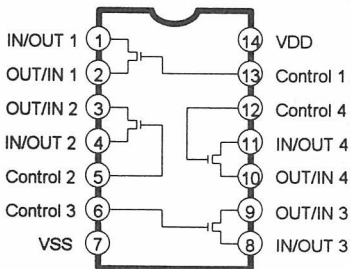 IN/OUT 1 1 14 VDD
OUT/IN 1 2 13 Control 1
OUT/IN 2 3 12 Control 4
IN/OUT 2 4 11 IN/OUT 4
Control 2 5 10 OUT/IN 4
Control 3 6 9 OUT/IN 3
VSS 7 8 IN/OUT 3